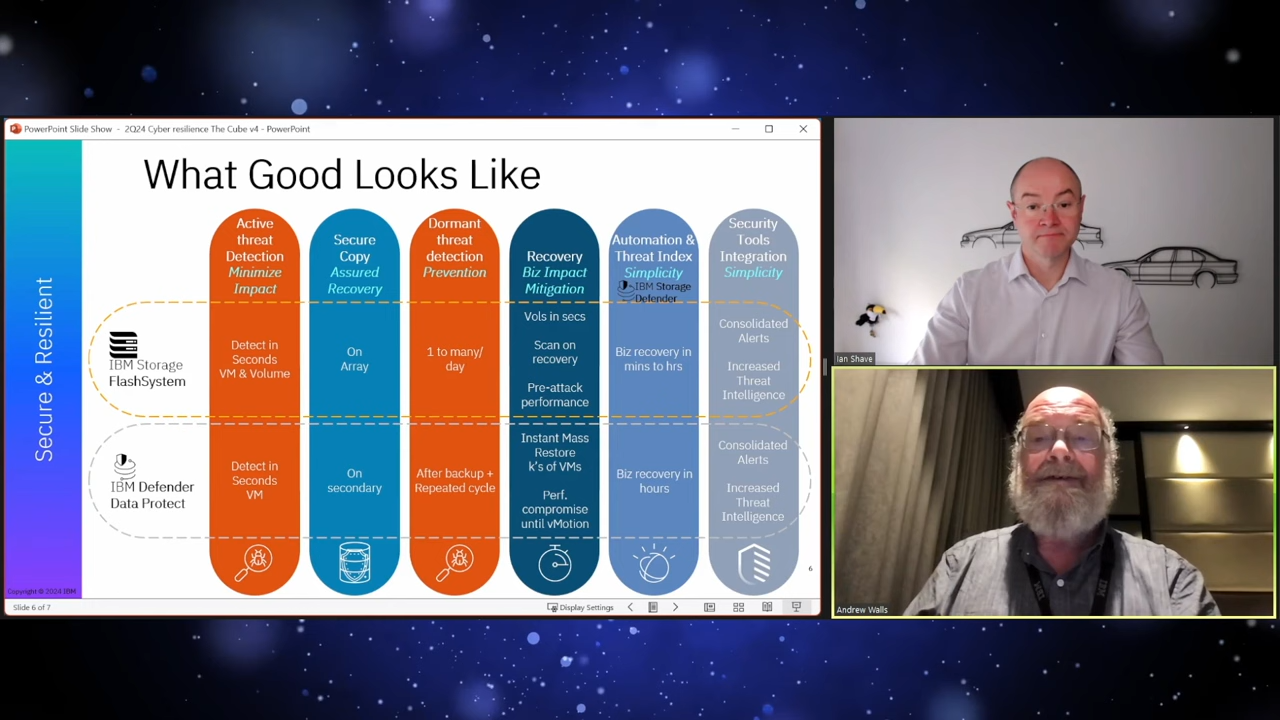 PowerPoint Slide Show - 2Q24 Cyber resilience The Cube v4 - PowerPoint
What Good Looks Like
Secure & Resilient
Active
threat
Detection
Minimize
Impact
Secure
Copy
Assured
Recovery
Dormant
threat
detection
Prevention
Recovery
Biz Impact
Mitigation
Automation &
Threat Index
Simplicity
IBM Storage
Defender
Security
Tools
Integration
Simplicity
IBM Storage
FlashSystem
Detect in
Seconds
VM & Volume
On
Array
1 to many/
day
Vols in secs
Scan on
recovery
Pre-attack
performance
Biz recovery in
mins to hrs
Consolidated
Alerts
Increased
Threat
Intelligence
IBM Defender
Data Protect
Detect in
Seconds
VM
On
secondary
After backup +
Repeated cycle
Instant Mass
Restore
k's of VMs
Perf.
compromise
until vMotion
Biz recovery in
hours
Consolidated
Alerts
Increased
Threat
Intelligence
6
Copyright © 2024 IBM
Slide 6 of 7
Display Settings
Ian Shave
Andrew Walls